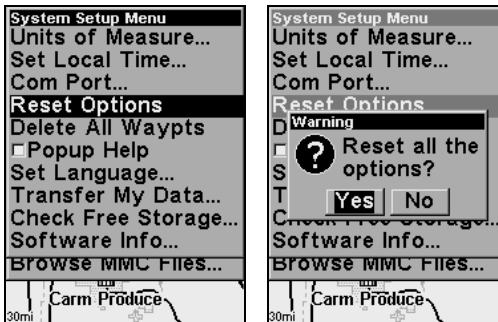 System Setup Menu
Units of Measure...
Set Local Time...
Com Port...
Reset Options
Delete All Waypts
Popup Help
Set Language...
Transfer My Data...
Check Free Storage...
Software Info...
Browse MMC Files...
Carm Produce
30mi
System Setup Menu
Units of Measure...
Set Local Time...
Com Port...
Reset Options
D
Warning
Reset all the
options?
S
T
Yes No
Check Free Storage...
Software Info...
Browse MMC Files...
Carm Produce
30mi